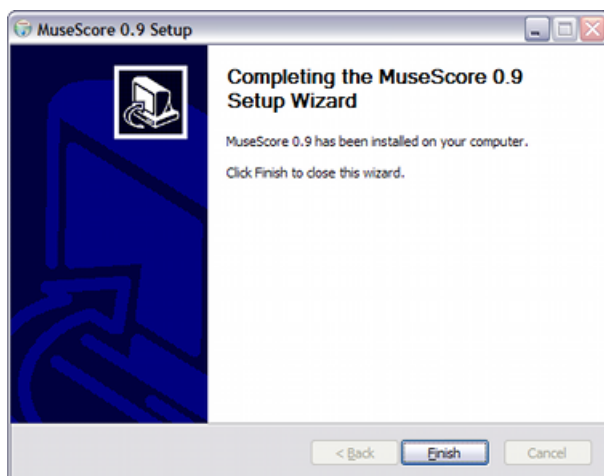 MuseScore 0.9 Setup
Completing the MuseScore 0.9
Setup Wizard
MuseScore 0.9 has been installed on your computer.
Click Finish to close this wizard.
< Back Finish Cancel